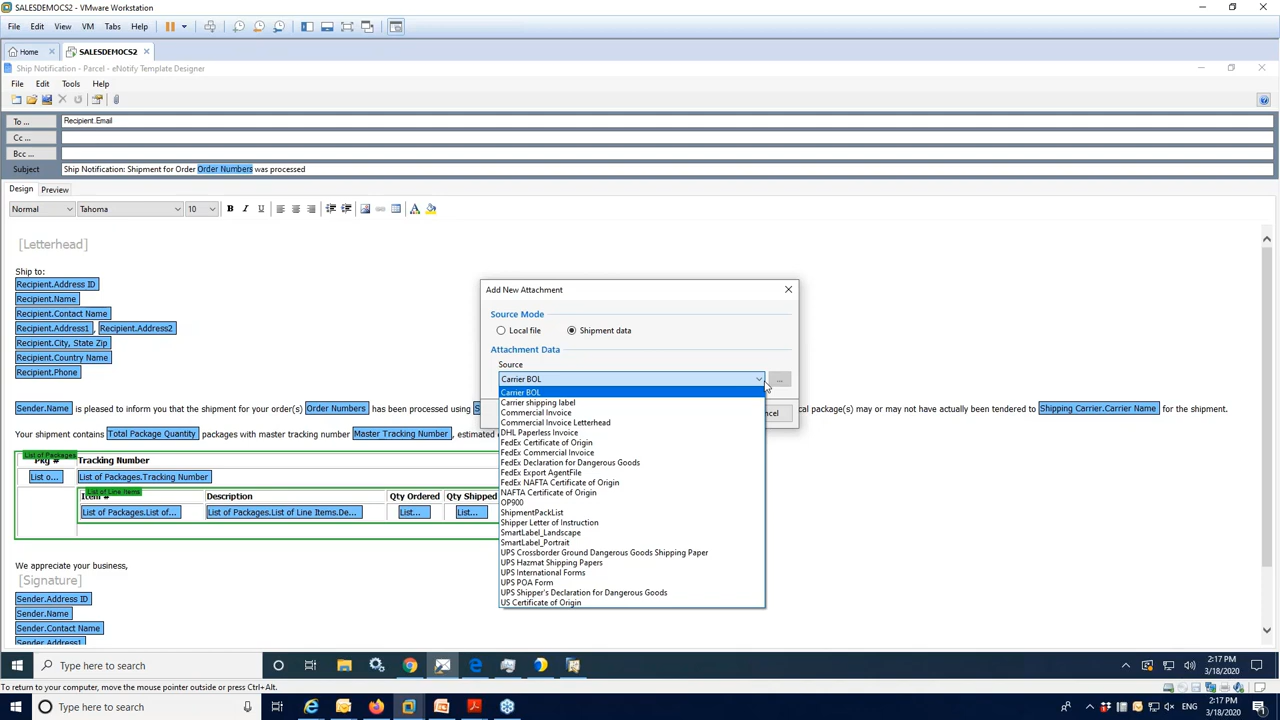 SALESDEMOCS2 - VMware Workstation
File Edit View VM Tabs Help
Home SALESDEMOCS2
Ship Notification - Parcel - eNotify Template Designer
File Edit Tools Help
To ... Recipient.Email
Cc ...
Bcc ...
Subject Ship Notification: Shipment for Order Order Numbers was processed
Design Preview
Normal Tahoma 10 B I U A
[Letterhead]
Ship to:
Recipient.Address ID
Recipient.Name
Recipient.Contact Name
Recipient.Address1 , Recipient.Address2
Recipient.City, State Zip
Recipient.Country Name
Recipient.Phone
Sender.Name is pleased to inform you that the shipment for your order(s) Order Numbers has been processed using S
cal package(s) may or may not have actually been tendered to Shipping Carrier.Carrier Name for the shipment.
Your shipment contains Total Package Quantity packages with master tracking number Master Tracking Number , estimated
List of Packages
Pkg # Tracking Number
List o... List of Packages.Tracking Number
List of Line Items
Item # Description Qty Ordered Qty Shipped
List of Packages.List of... List of Packages.List of Line Items.De... List... List...
We appreciate your business,
[Signature]
Sender.Address ID
Sender.Name
Sender.Contact Name
Sender.Address1
Add New Attachment
Source Mode
Local file Shipment data
Attachment Data
Source
Carrier BOL ...
ncel
Carrier BOL
Carrier shipping label
Commercial Invoice
Commercial Invoice Letterhead
DHL Paperless Invoice
FedEx Certificate of Origin
FedEx Commercial Invoice
FedEx Declaration for Dangerous Goods
FedEx Export AgentFile
FedEx NAFTA Certificate of Origin
NAFTA Certificate of Origin
OP900
ShipmentPackList
Shipper Letter of Instruction
SmartLabel_Landscape
SmartLabel_Portrait
UPS Crossborder Ground Dangerous Goods Shipping Paper
UPS Hazmat Shipping Papers
UPS International Forms
UPS POA Form
UPS Shipper's Declaration for Dangerous Goods
US Certificate of Origin
Type here to search
2:17 PM
3/18/2020
To return to your computer, move the mouse pointer outside or press Ctrl+Alt.
Type here to search
ENG
2:17 PM
3/18/2020